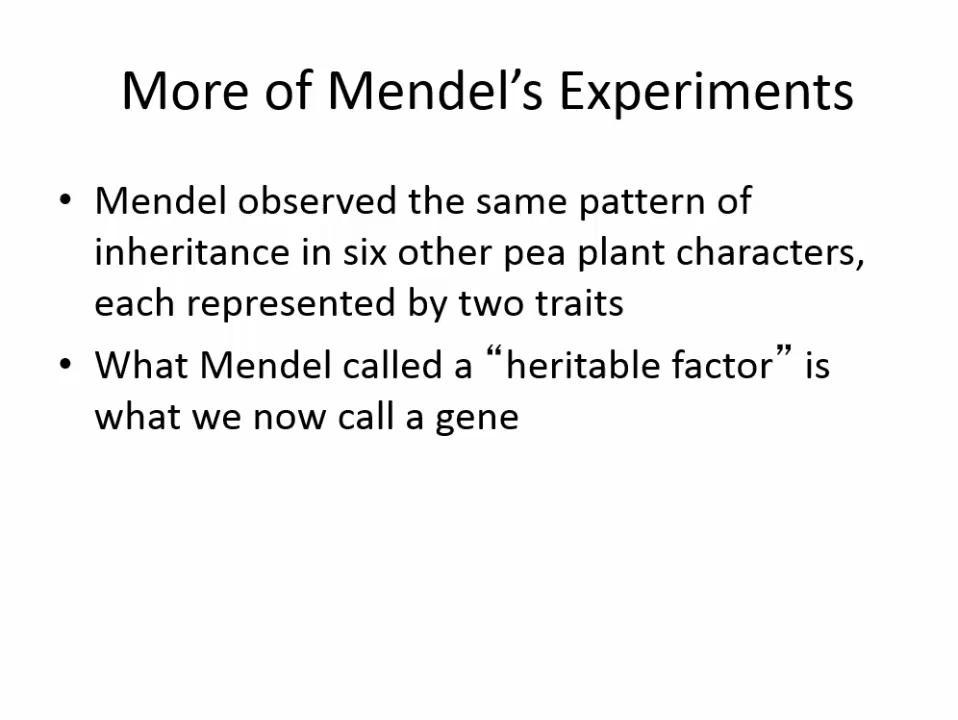 More of Mendel’s Experiments
• Mendel observed the same pattern of
inheritance in six other pea plant characters,
each represented by two traits
• What Mendel called a “heritable factor” is
what we now call a gene